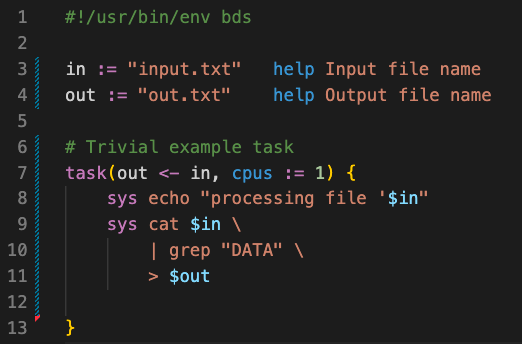 1 #!/usr/bin/env bds
2
3 in := "input.txt"   help Input file name
4 out := "out.txt"    help Output file name
5
6 # Trivial example task
7 task(out <- in, cpus := 1) {
8     sys echo "processing file '$in"
9     sys cat $in \
10         | grep "DATA" \
11         > $out
12
13 }